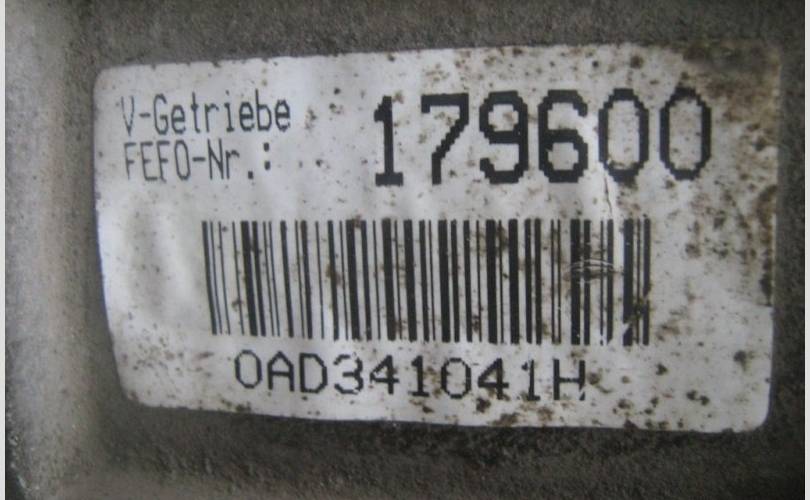 V-Getriebe
FEFO-Nr.:
179600
0AD341041H